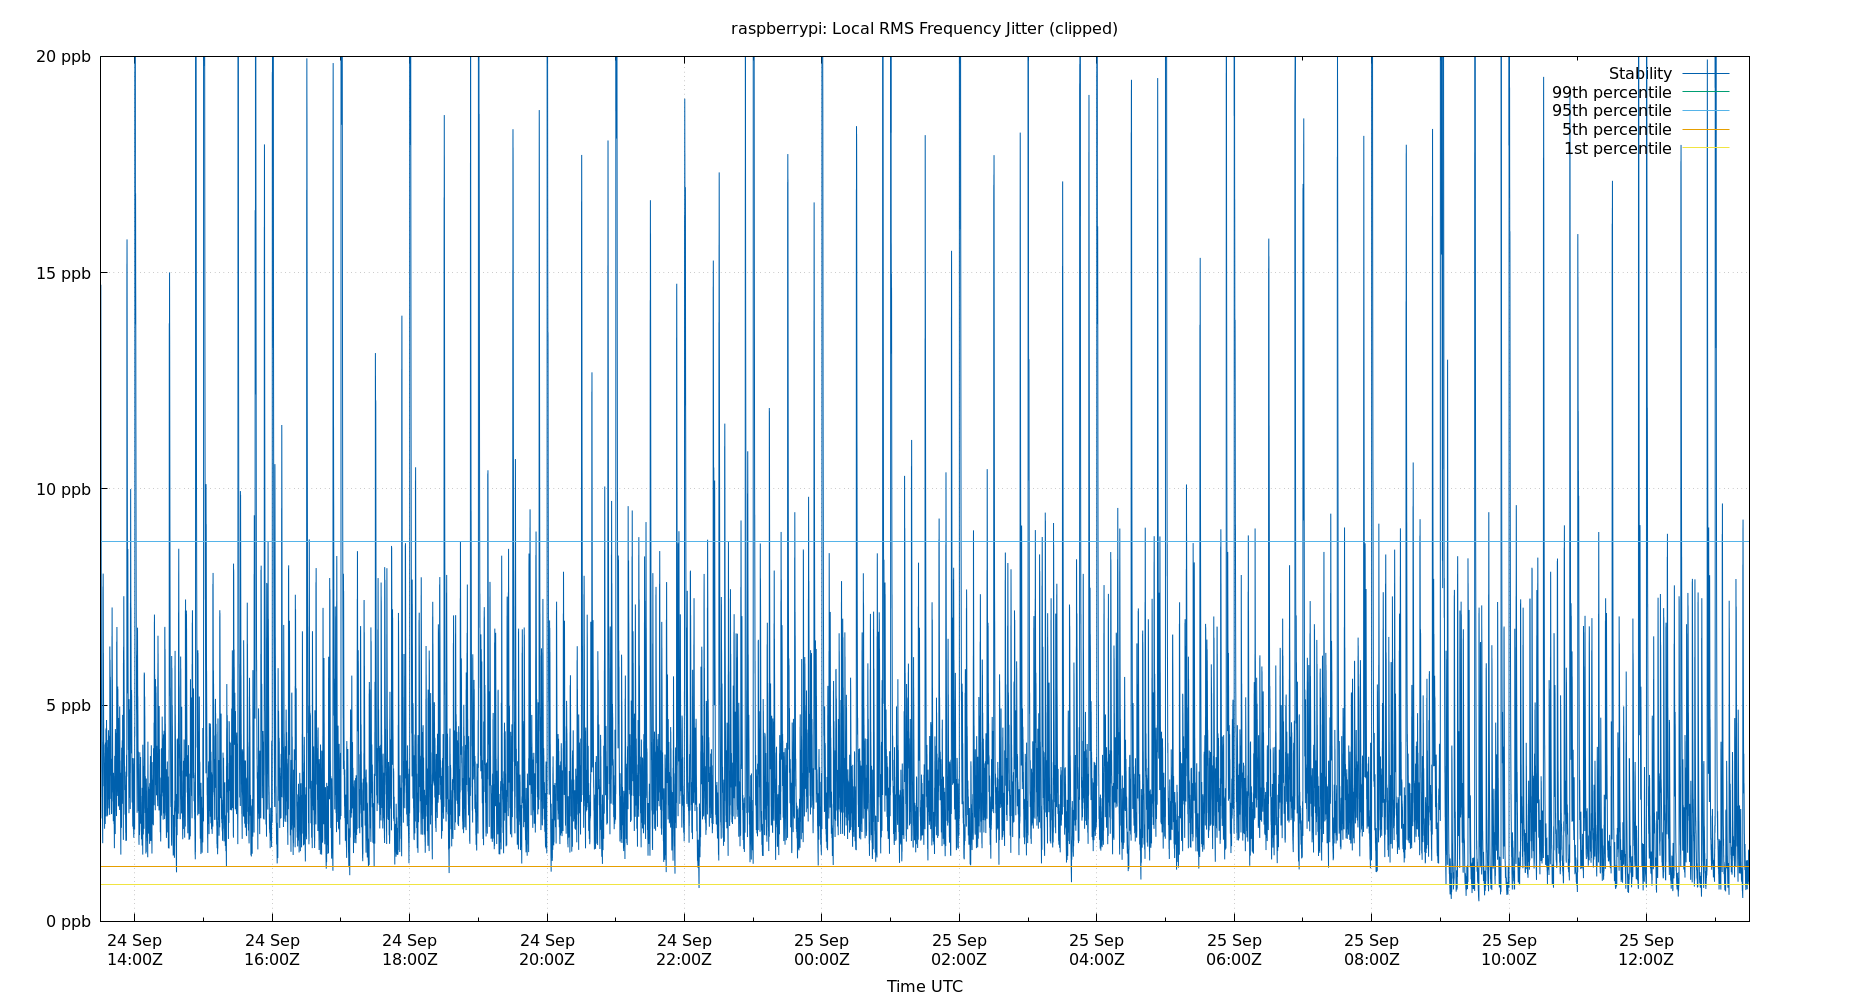 raspberrypi: Local RMS Frequency Jitter (clipped)
20 ppb
15 ppb
10 ppb
5 ppb
0 ppb
Stability
99th percentile
95th percentile
5th percentile
1st percentile
24 Sep 24 Sep 24 Sep 24 Sep 24 Sep 25 Sep 25 Sep 25 Sep 25 Sep 25 Sep 25 Sep 25 Sep
14:00Z 16:00Z 18:00Z 20:00Z 22:00Z 00:00Z 02:00Z 04:00Z 06:00Z 08:00Z 10:00Z 12:00Z
Time UTC